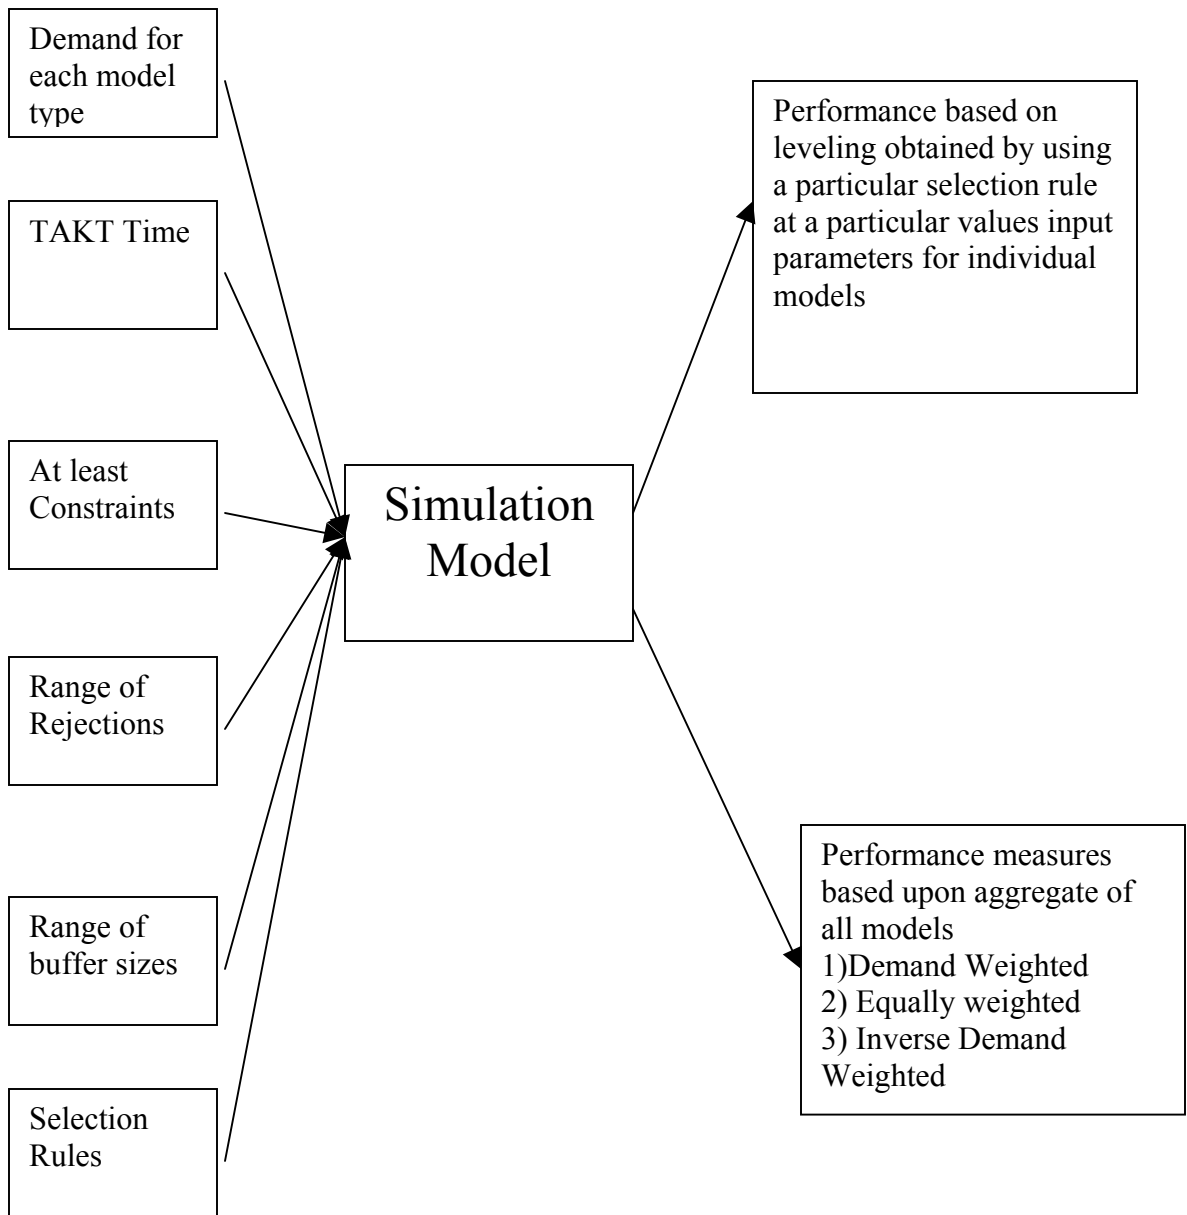 Demand for
each model
type
TAKT Time
At least
Constraints
Range of
Rejections
Range of
buffer sizes
Selection
Rules
Simulation
Model
Performance based on
leveling obtained by using
a particular selection rule
at a particular values input
parameters for individual
models
Performance measures
based upon aggregate of
all models
1)Demand Weighted
2) Equally weighted
3) Inverse Demand
Weighted